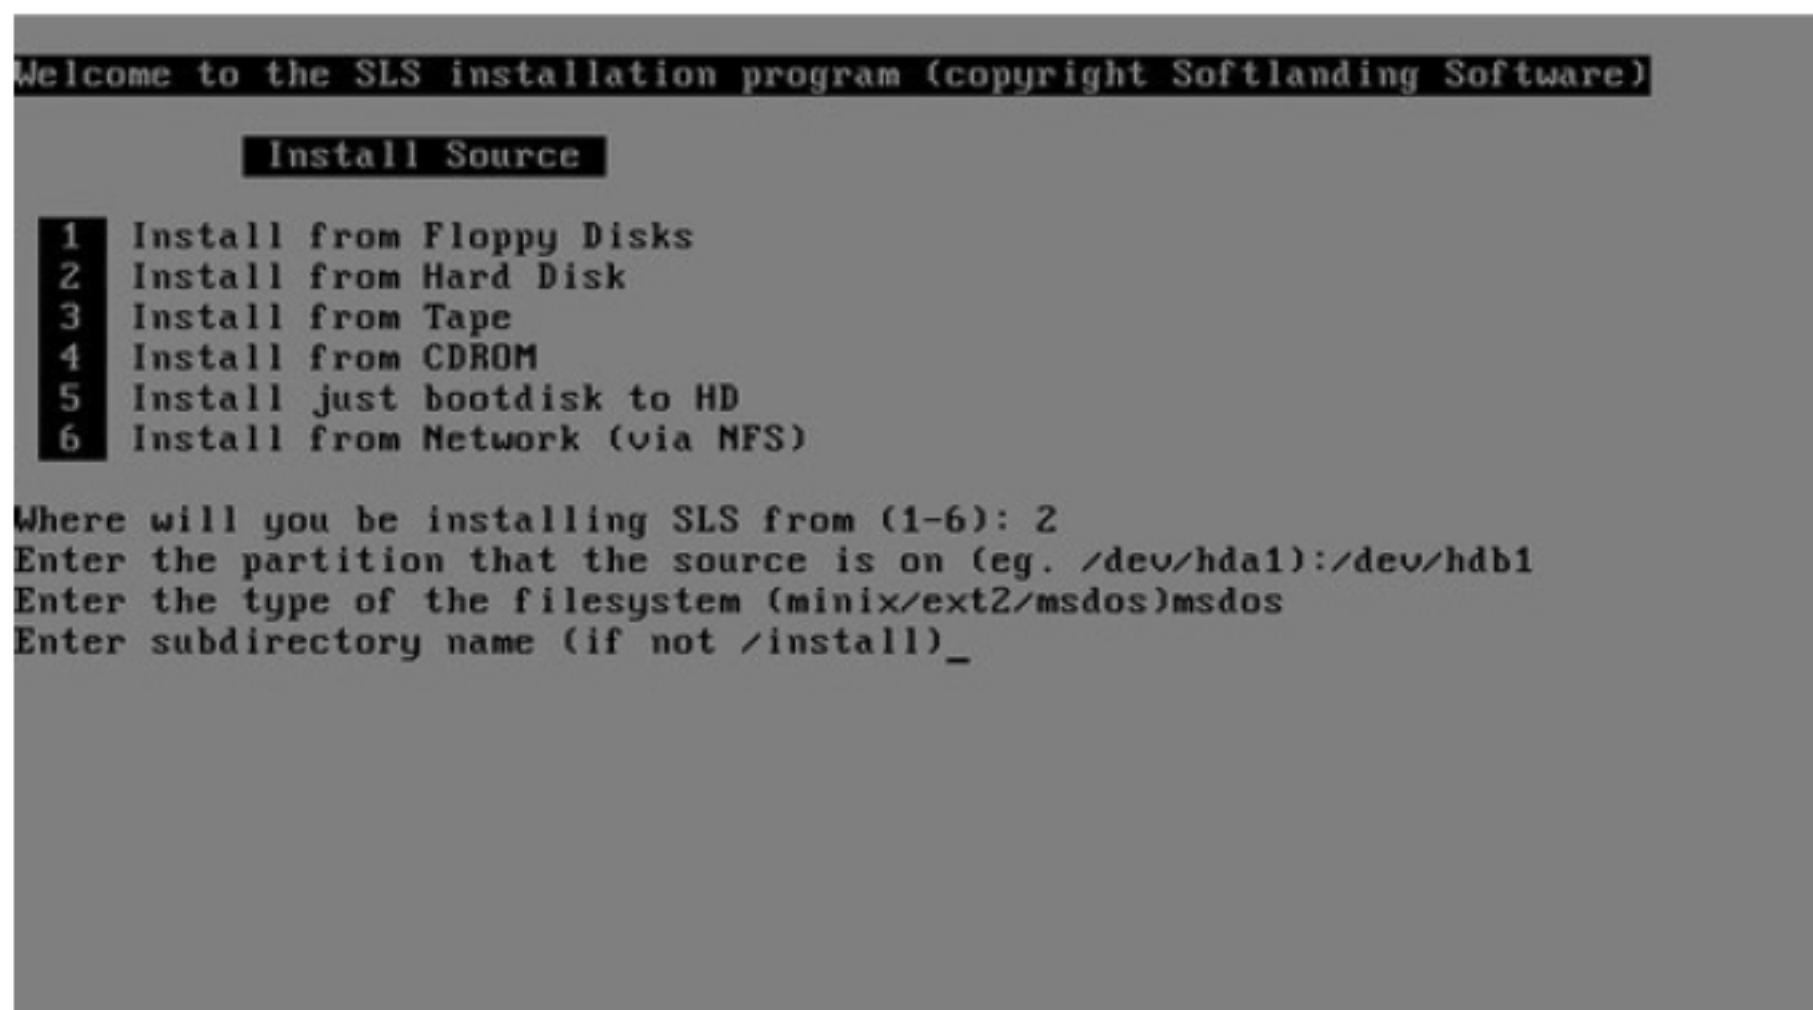 Welcome to the SLS installation program (copyright Softlanding Software)
Install Source
1 Install from Floppy Disks
2 Install from Hard Disk
3 Install from Tape
4 Install from CDROM
5 Install just bootdisk to HD
6 Install from Network (via NFS)
Where will you be installing SLS from (1-6): 2
Enter the partition that the source is on (eg. /dev/hda1):/dev/hdb1
Enter the type of the filesystem (minix/ext2/msdos)msdos
Enter subdirectory name (if not /install)_